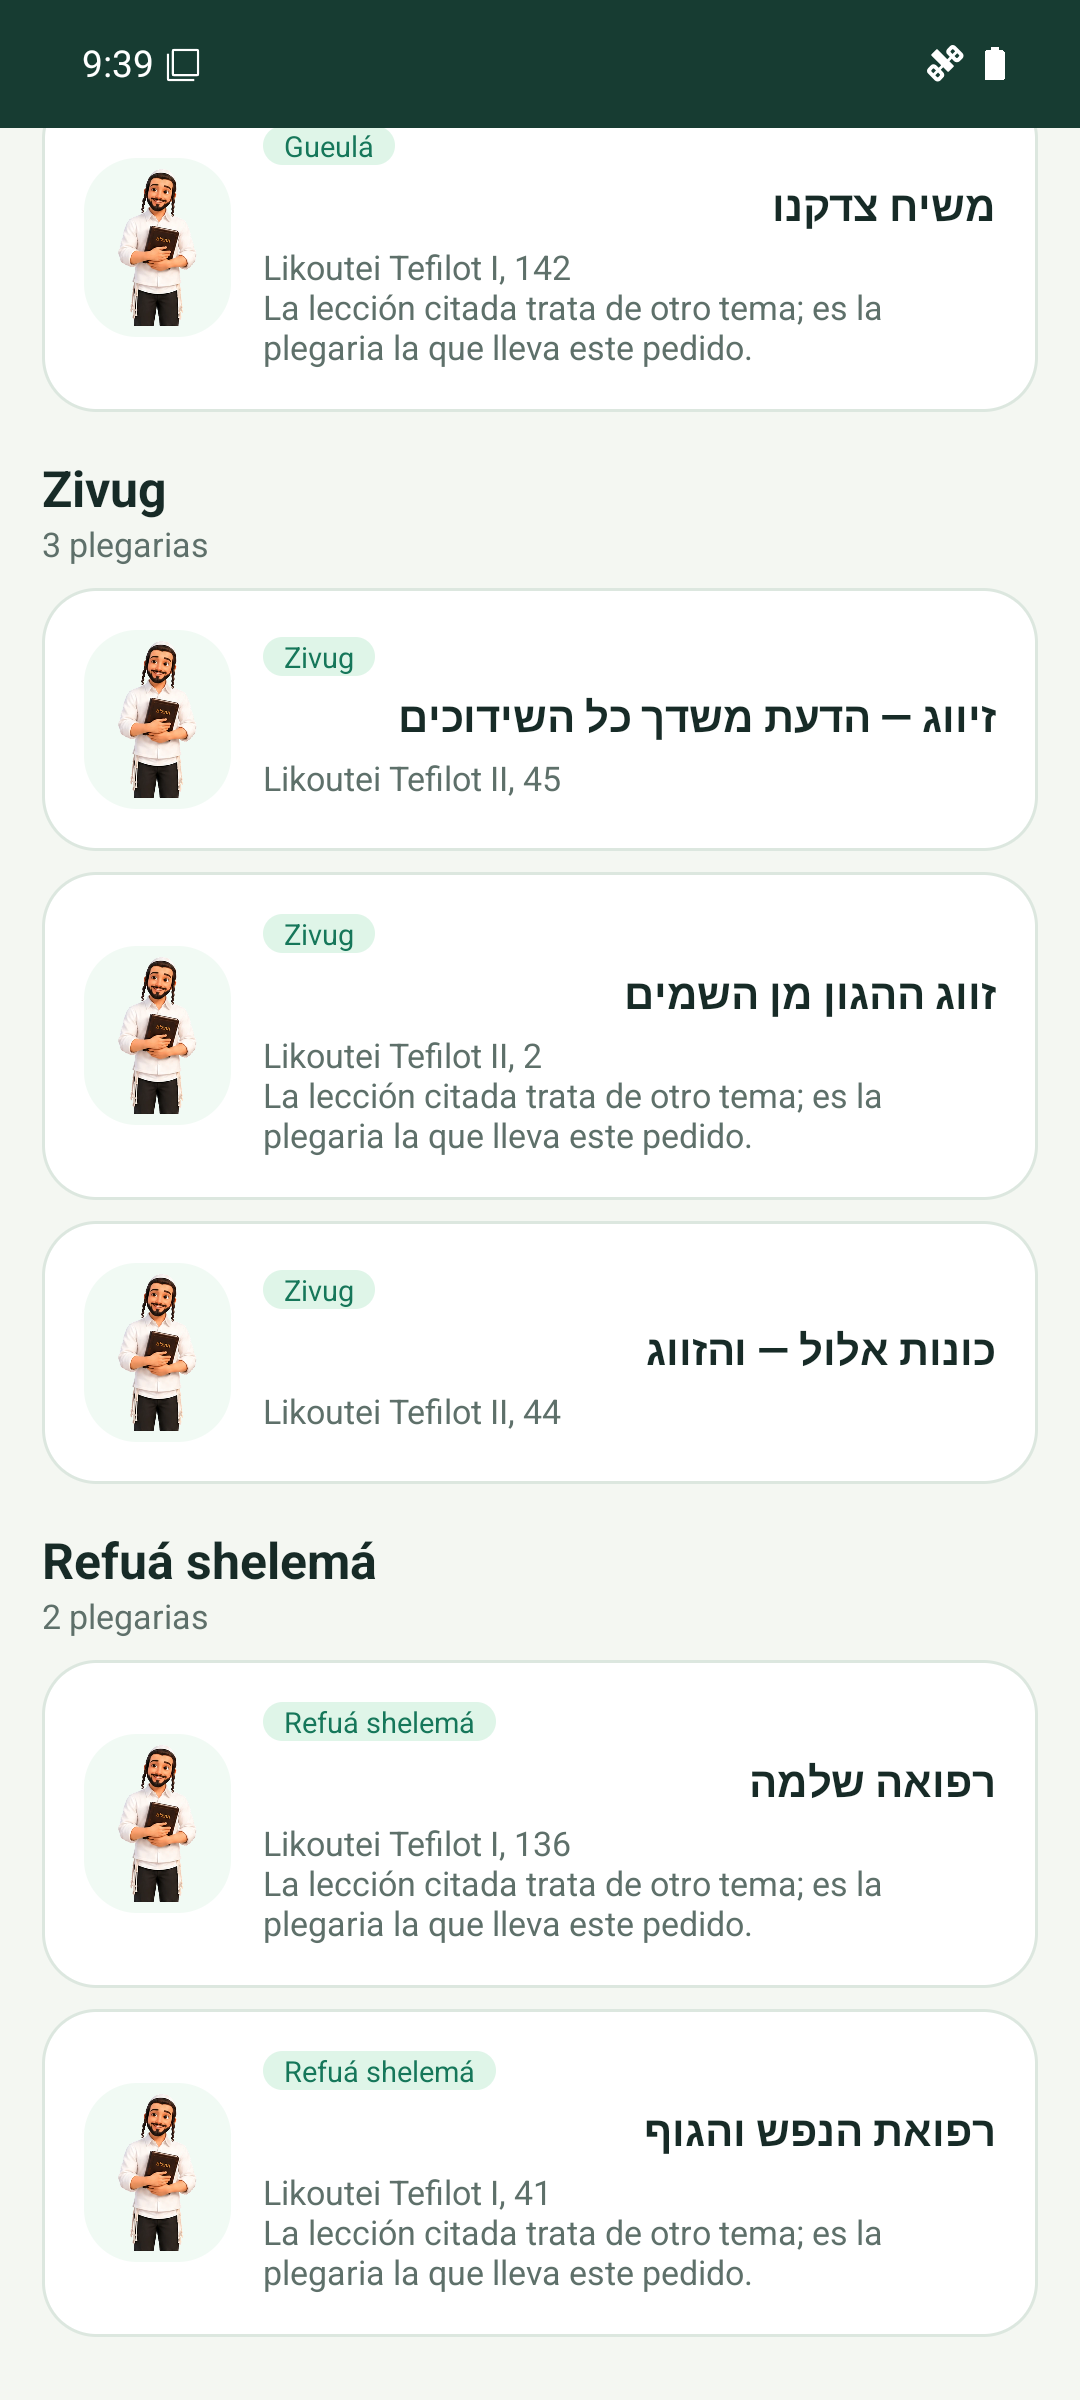 9:39
Gueulá
משיח צדקנו
Likoutei Tefilot I, 142
La lección citada trata de otro tema; es la
plegaria la que lleva este pedido.
Zivug
3 plegarias
Zivug
זיווג – הדעת משדך כל השידוכים
Likoutei Tefilot II, 45
Zivug
זווג ההגון מן השמים
Likoutei Tefilot II, 2
La lección citada trata de otro tema; es la
plegaria la que lleva este pedido.
Zivug
כונות אלול – והזווג
Likoutei Tefilot II, 44
Refuá shelemá
2 plegarias
Refuá shelemá
רפואה שלמה
Likoutei Tefilot I, 136
La lección citada trata de otro tema; es la
plegaria la que lleva este pedido.
Refuá shelemá
רפואת הנפש והגוף
Likoutei Tefilot I, 41
La lección citada trata de otro tema; es la
plegaria la que lleva este pedido.